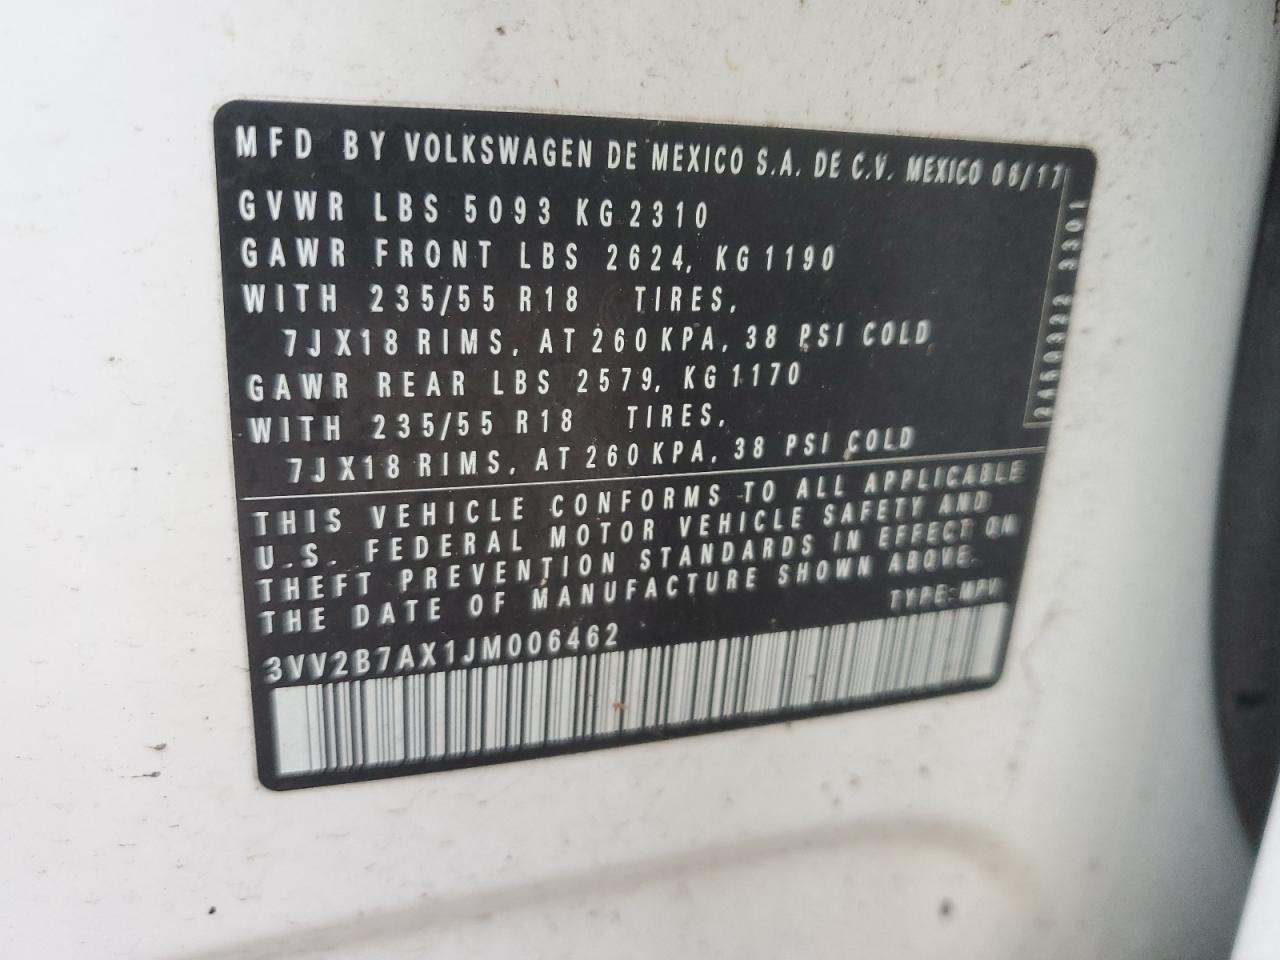 MFD BY VOLKSWAGEN DE MEXICO S.A. DE C.V. MEXICO 06/17
GVWR LBS 5093 KG 2310
GAWR FRONT LBS 2624, KG 1190
WITH 235/55 R18 TIRES,
7JX18 RIMS, AT 260 KPA, 38 PSI COLD
GAWR REAR LBS 2579, KG 1170
WITH 235/55 R18 TIRES,
7JX18 RIMS, AT 260 KPA, 38 PSI COLD
THIS VEHICLE CONFORMS TO ALL APPLICABLE
U.S. FEDERAL MOTOR VEHICLE SAFETY AND
THEFT PREVENTION STANDARDS IN EFFECT ON
THE DATE OF MANUFACTURE SHOWN ABOVE.
TYPE: MPV
3VV2B7AX1JM006462
3301